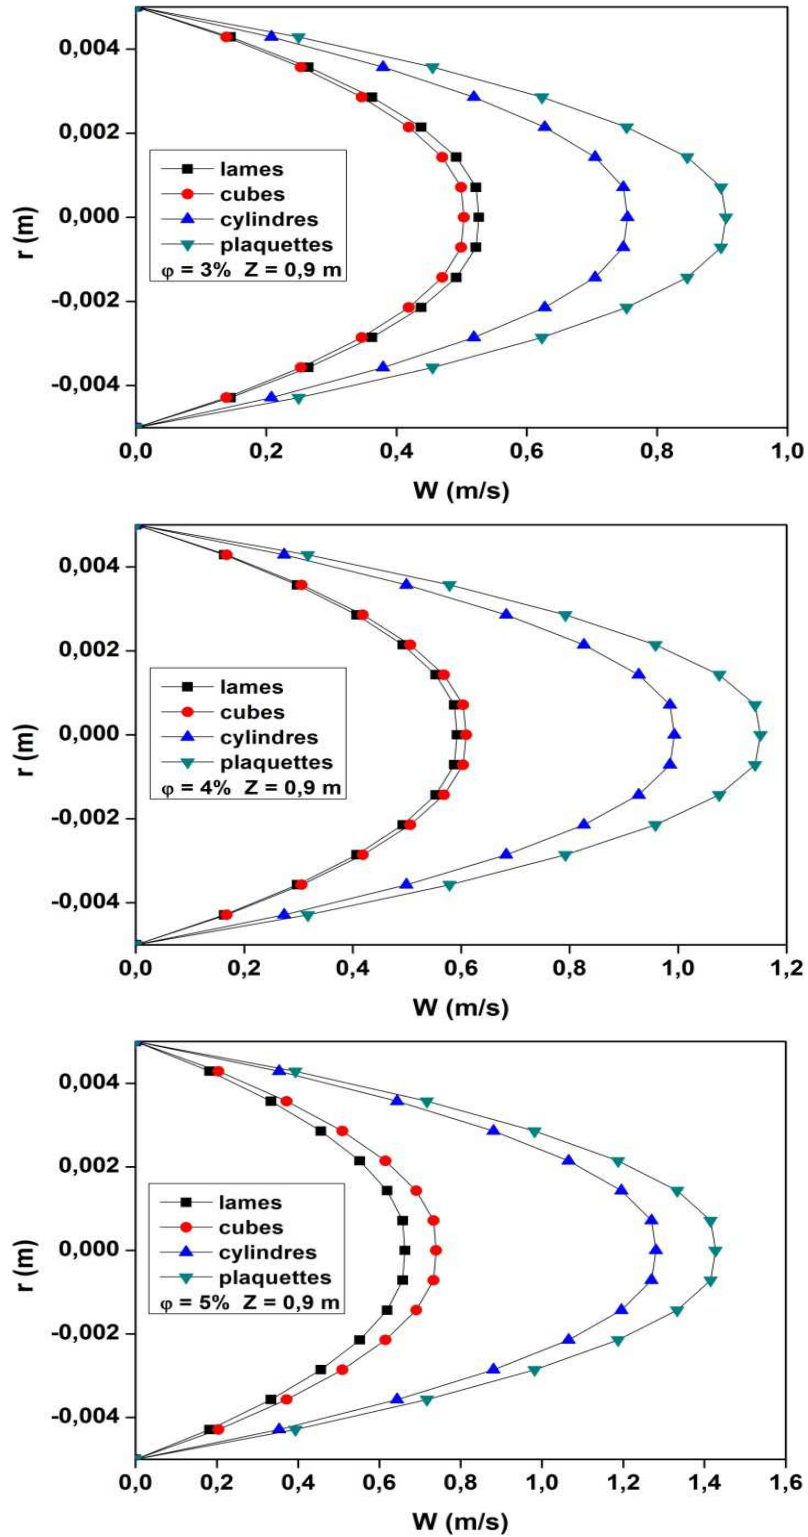 0,004
0,002
0,000
-0,002
-0,004
r (m)
lames
cubes
cylindres
plaquettes
φ = 3% Z = 0,9 m
0,0 0,2 0,4 0,6 0,8 1,0
W (m/s)
0,004
0,002
0,000
-0,002
-0,004
r (m)
lames
cubes
cylindres
plaquettes
φ = 4% Z = 0,9 m
0,0 0,2 0,4 0,6 0,8 1,0 1,2
W (m/s)
0,004
0,002
0,000
-0,002
-0,004
r (m)
lames
cubes
cylindres
plaquettes
φ = 5% Z = 0,9 m
0,0 0,2 0,4 0,6 0,8 1,0 1,2 1,4 1,6
W (m/s)